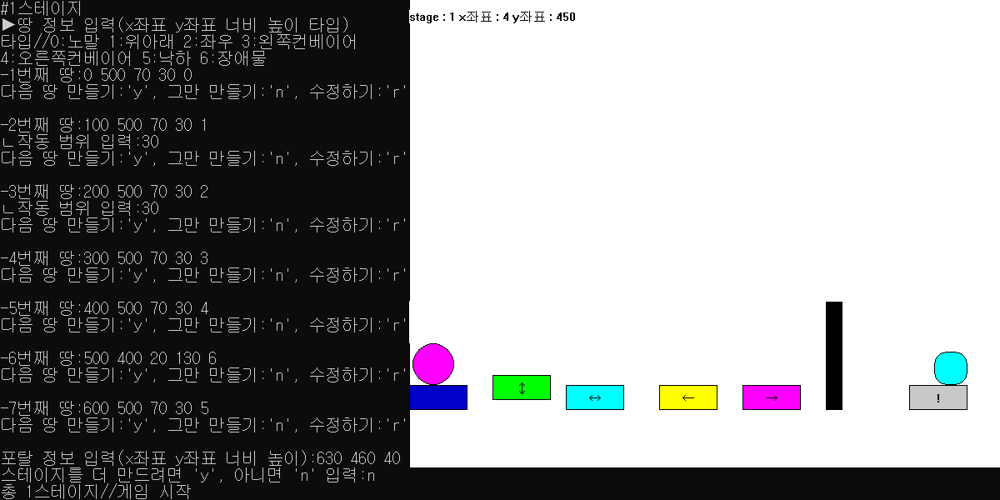 #1스테이지
▶땅 정보 입력(x좌표 y좌표 너비 높이 타입)
타입//0:노말 1:위아래 2:좌우 3:왼쪽컨베이어
4:오른쪽컨베이어 5:낙하 6:장애물
-1번째 땅:0 500 70 30 0
다음 땅 만들기:'y', 그만 만들기:'n', 수정하기:'r'
-2번째 땅:100 500 70 30 1
ㄴ작동 범위 입력:30
다음 땅 만들기:'y', 그만 만들기:'n', 수정하기:'r'
-3번째 땅:200 500 70 30 2
ㄴ작동 범위 입력:30
다음 땅 만들기:'y', 그만 만들기:'n', 수정하기:'r'
-4번째 땅:300 500 70 30 3
다음 땅 만들기:'y', 그만 만들기:'n', 수정하기:'r'
-5번째 땅:400 500 70 30 4
다음 땅 만들기:'y', 그만 만들기:'n', 수정하기:'r'
-6번째 땅:500 400 20 130 6
다음 땅 만들기:'y', 그만 만들기:'n', 수정하기:'r'
-7번째 땅:600 500 70 30 5
다음 땅 만들기:'y', 그만 만들기:'n', 수정하기:'r'
포탈 정보 입력(x좌표 y좌표 너비 높이):630 460 40
스테이지를 더 만드려면 'y', 아니면 'n' 입력:n
총 1스테이지//게임 시작
stage : 1 x좌표 : 4 y좌표 : 450
↕
↔
←
→
!